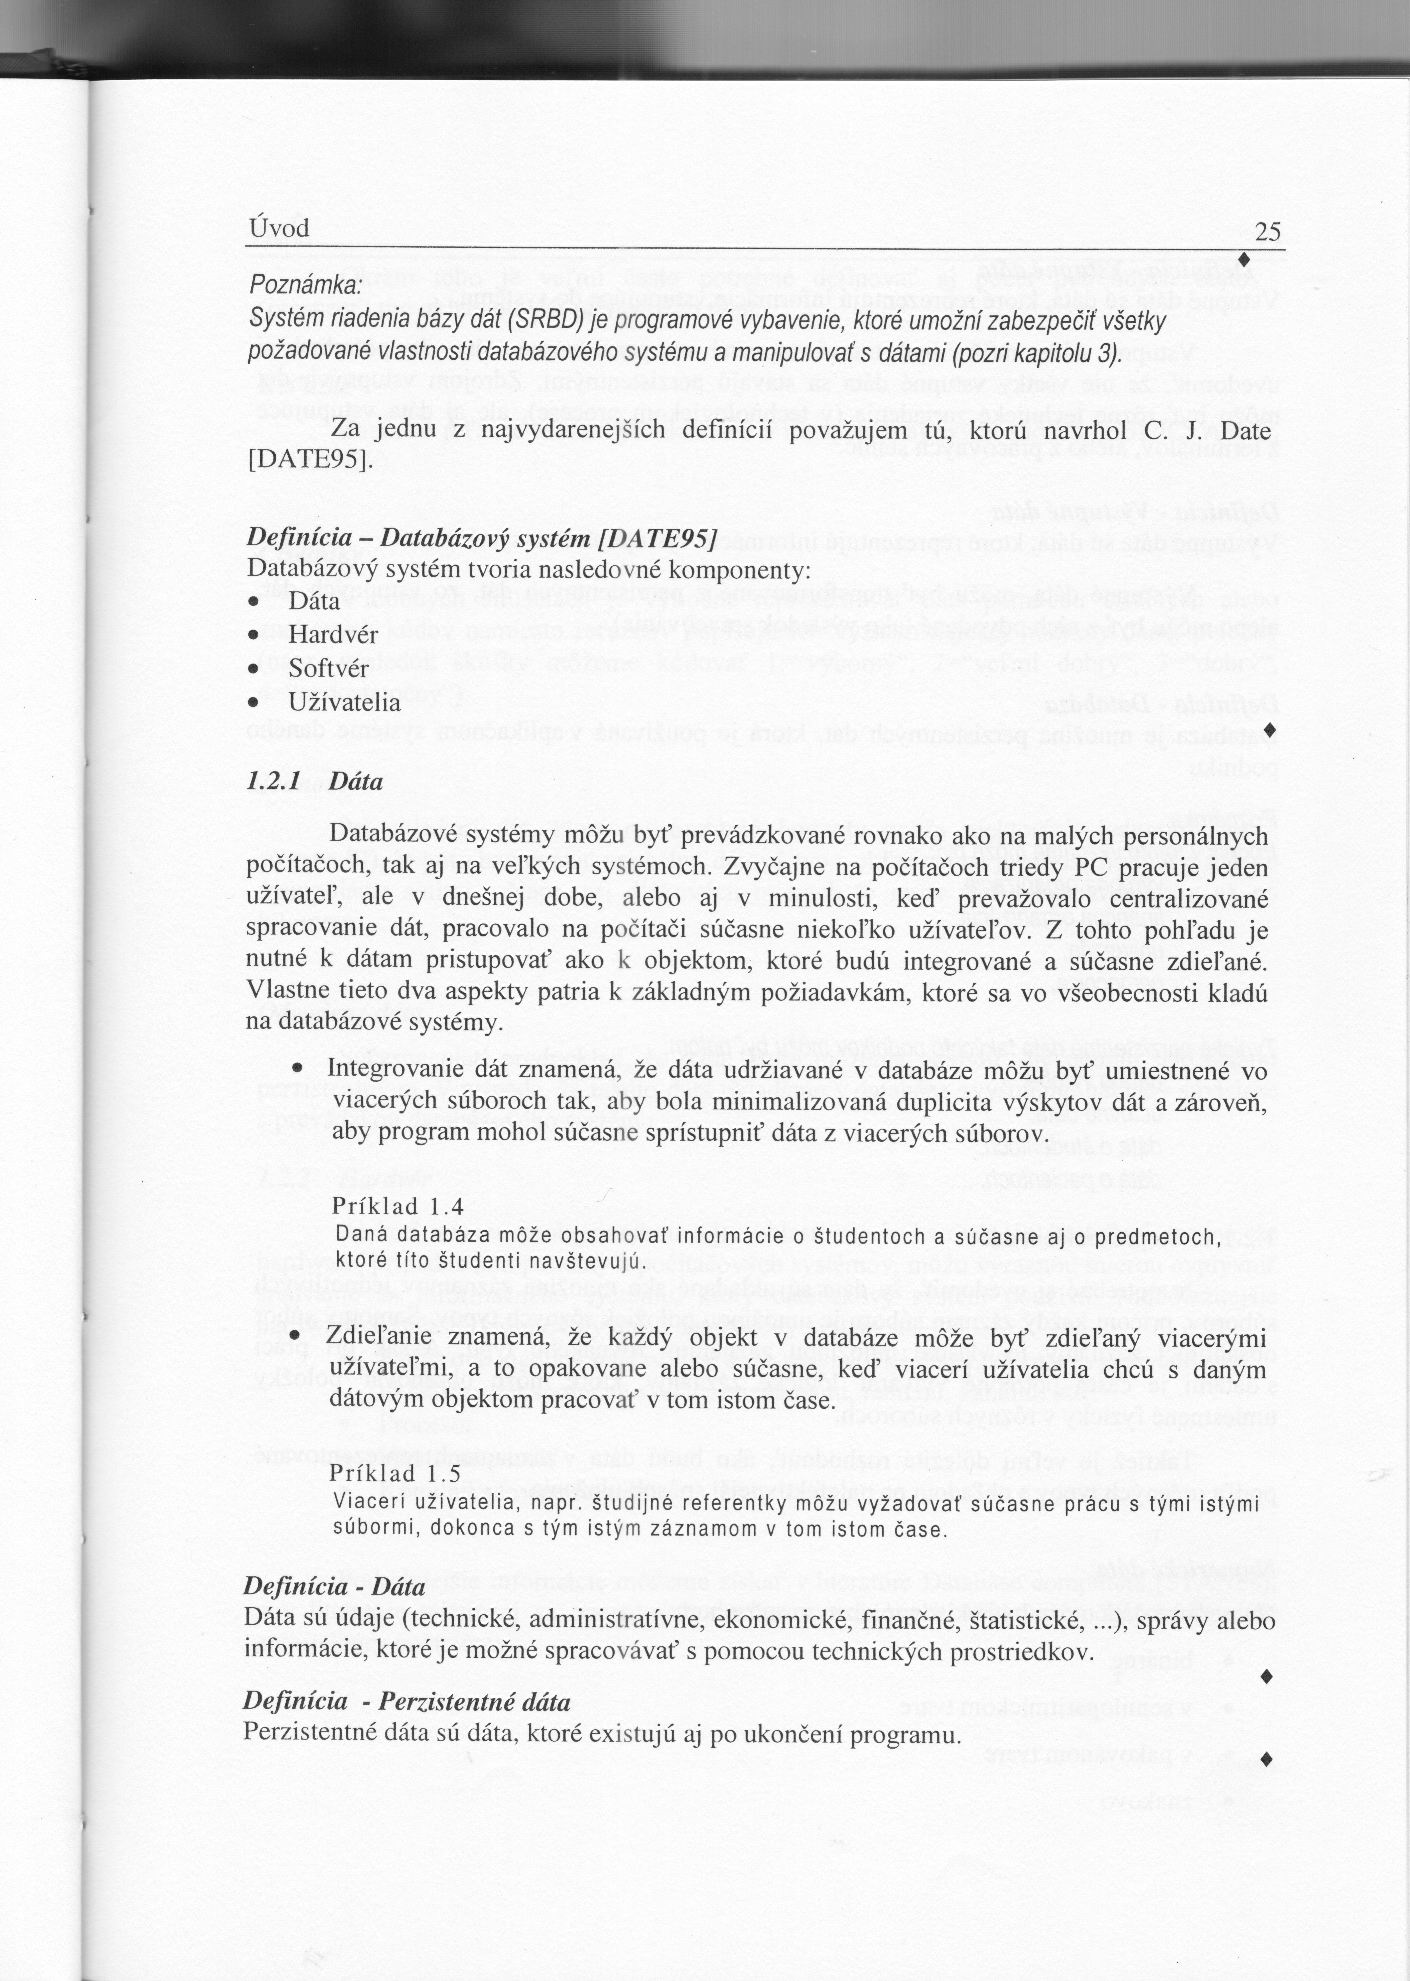 Úvod 25
♦
Poznámka:
Systém riadenia bázy dát (SRBD) je programové vybavenie, ktoré umožní zabezpečiť všetky
požadované vlastnosti databázového systému a manipulovať s dátami (pozri kapitolu 3).
Za jednu z najvydarenejších definícií považujem tú, ktorú navrhol C. J. Date
[DATE95].
Definícia – Databázový systém [DATE95]
Databázový systém tvoria nasledovné komponenty:
• Dáta
• Hardvér
• Softvér
• Užívatelia
♦
1.2.1 Dáta
Databázové systémy môžu byť prevádzkované rovnako ako na malých personálnych
počítačoch, tak aj na veľkých systémoch. Zvyčajne na počítačoch triedy PC pracuje jeden
užívateľ, ale v dnešnej dobe, alebo aj v minulosti, keď prevažovalo centralizované
spracovanie dát, pracovalo na počítači súčasne niekoľko užívateľov. Z tohto pohľadu je
nutné k dátam pristupovať ako k objektom, ktoré budú integrované a súčasne zdieľané.
Vlastne tieto dva aspekty patria k základným požiadavkám, ktoré sa vo všeobecnosti kladú
na databázové systémy.
• Integrovanie dát znamená, že dáta udržiavané v databáze môžu byť umiestnené vo
viacerých súboroch tak, aby bola minimalizovaná duplicita výskytov dát a zároveň,
aby program mohol súčasne sprístupniť dáta z viacerých súborov.
Príklad 1.4
Daná databáza môže obsahovať informácie o študentoch a súčasne aj o predmetoch,
ktoré títo študenti navštevujú.
• Zdieľanie znamená, že každý objekt v databáze môže byť zdieľaný viacerými
užívateľmi, a to opakovane alebo súčasne, keď viacerí užívatelia chcú s daným
dátovým objektom pracovať v tom istom čase.
Príklad 1.5
Viacerí užívatelia, napr. študijné referentky môžu vyžadovať súčasne prácu s tými istými
súbormi, dokonca s tým istým záznamom v tom istom čase.
Definícia - Dáta
Dáta sú údaje (technické, administratívne, ekonomické, finančné, štatistické, ...), správy alebo
informácie, ktoré je možné spracovávať s pomocou technických prostriedkov.
♦
Definícia - Perzistentné dáta
Perzistentné dáta sú dáta, ktoré existujú aj po ukončení programu.
♦